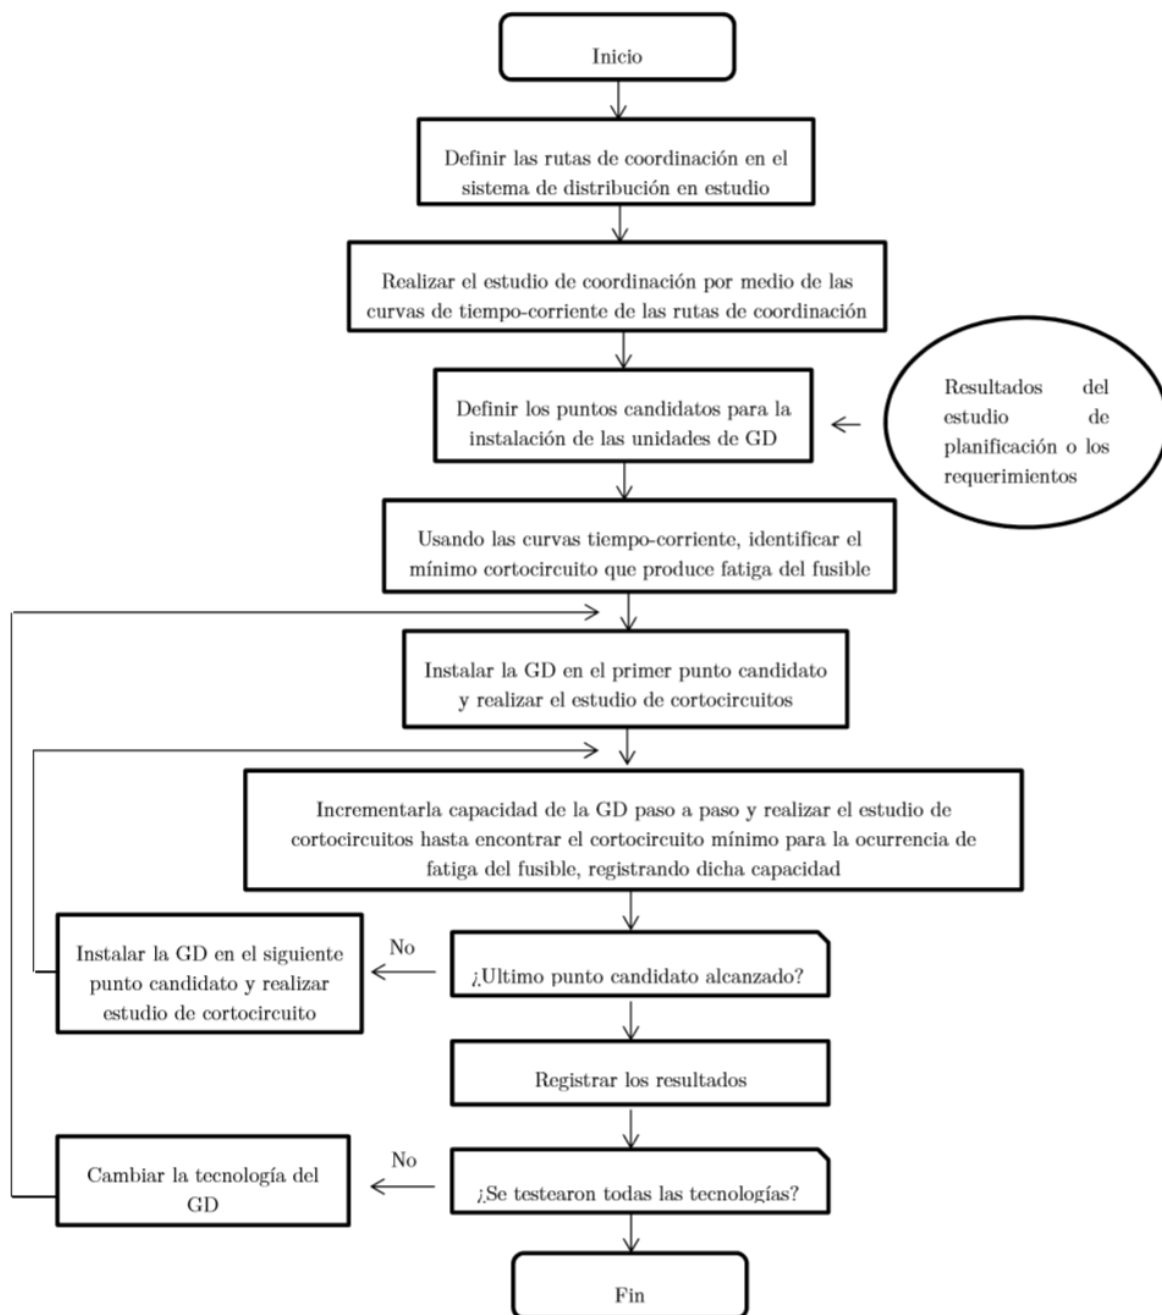 Inicio
Definir las rutas de coordinación en el
sistema de distribución en estudio
Realizar el estudio de coordinación por medio de las
curvas de tiempo-corriente de las rutas de coordinación
Definir los puntos candidatos para la
instalación de las unidades de GD
Resultados del
estudio de
planificación o los
requerimientos
Usando las curvas tiempo-corriente, identificar el
mínimo cortocircuito que produce fatiga del fusible
Instalar la GD en el primer punto candidato
y realizar el estudio de cortocircuitos
Incrementarla capacidad de la GD paso a paso y realizar el estudio de
cortocircuitos hasta encontrar el cortocircuito mínimo para la ocurrencia de
fatiga del fusible, registrando dicha capacidad
Instalar la GD en el siguiente
punto candidato y realizar
estudio de cortocircuito
No
¿Ultimo punto candidato alcanzado?
Registrar los resultados
Cambiar la tecnología del
GD
No
¿Se testearon todas las tecnologías?
Fin